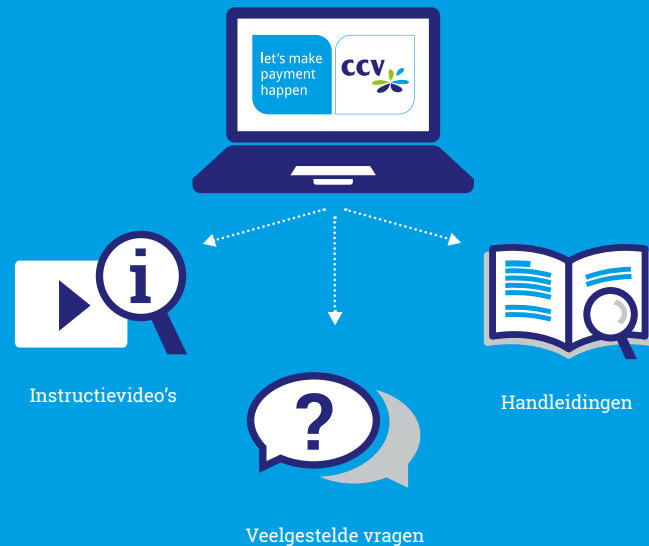 let's make
payment
happen
ccv
i
Instructievideo's
Handleidingen
?
Veelgestelde vragen